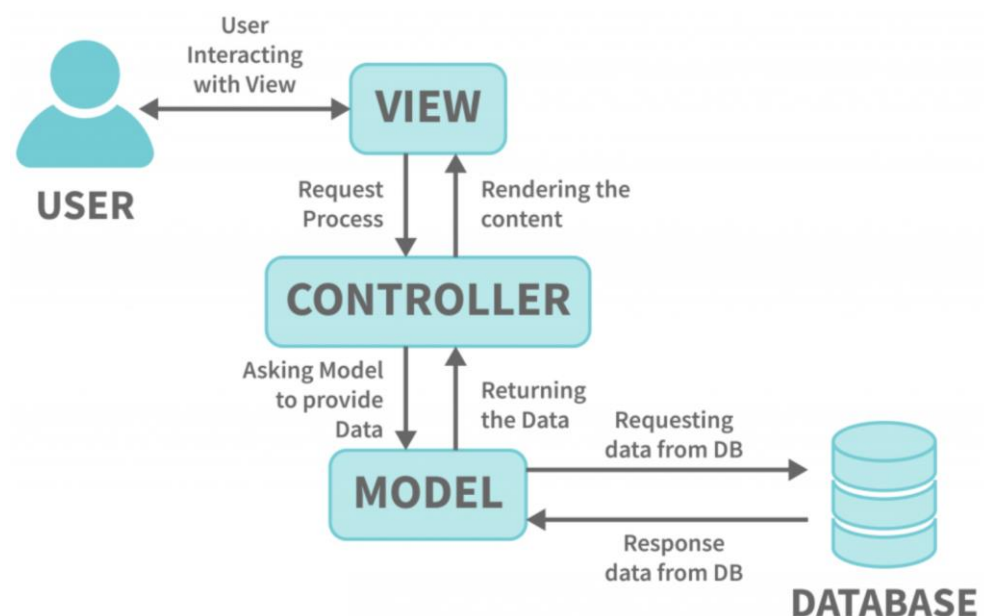 User
Interacting
with View
VIEW
USER
Request
Process
Rendering the
content
CONTROLLER
Asking Model
to provide
Data
Returning
the Data
Requesting
data from DB
MODEL
Response
data from DB
DATABASE